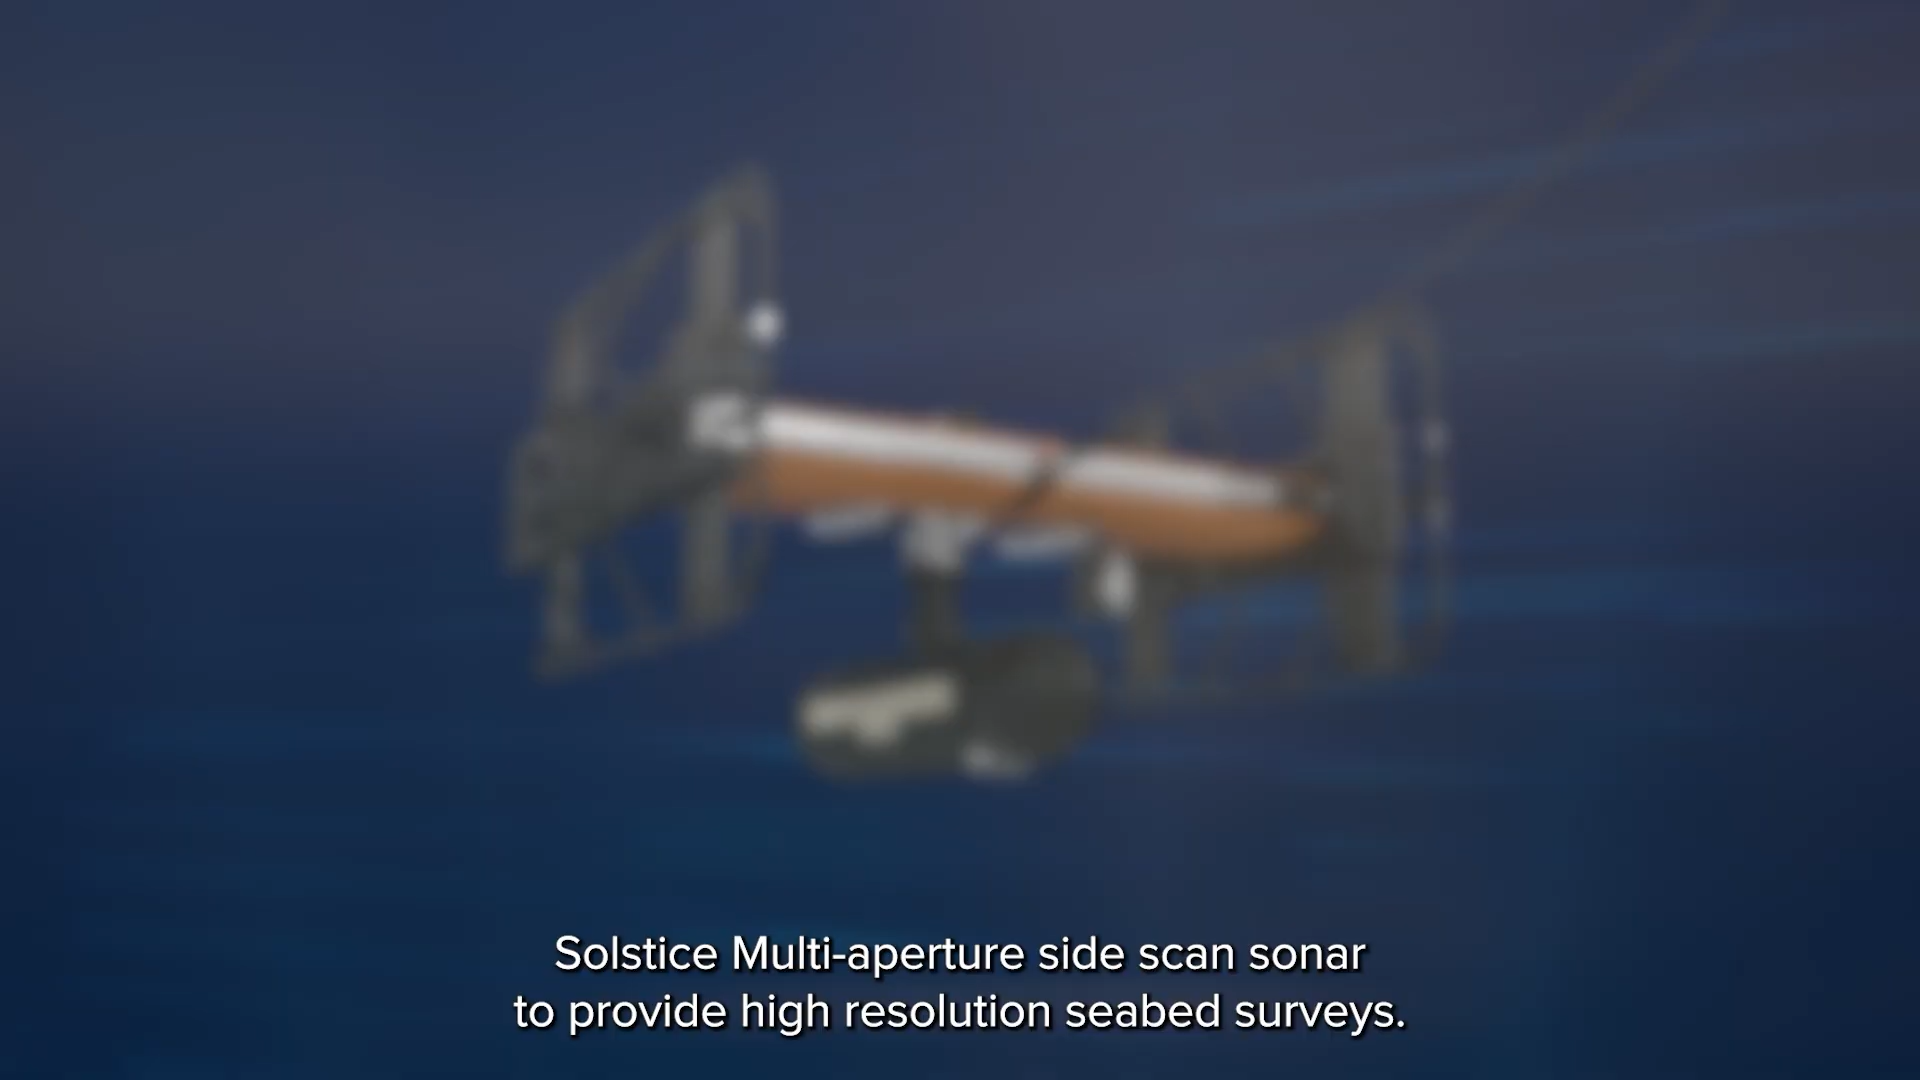 Solstice Multi-aperture side scan sonar
to provide high resolution seabed surveys.